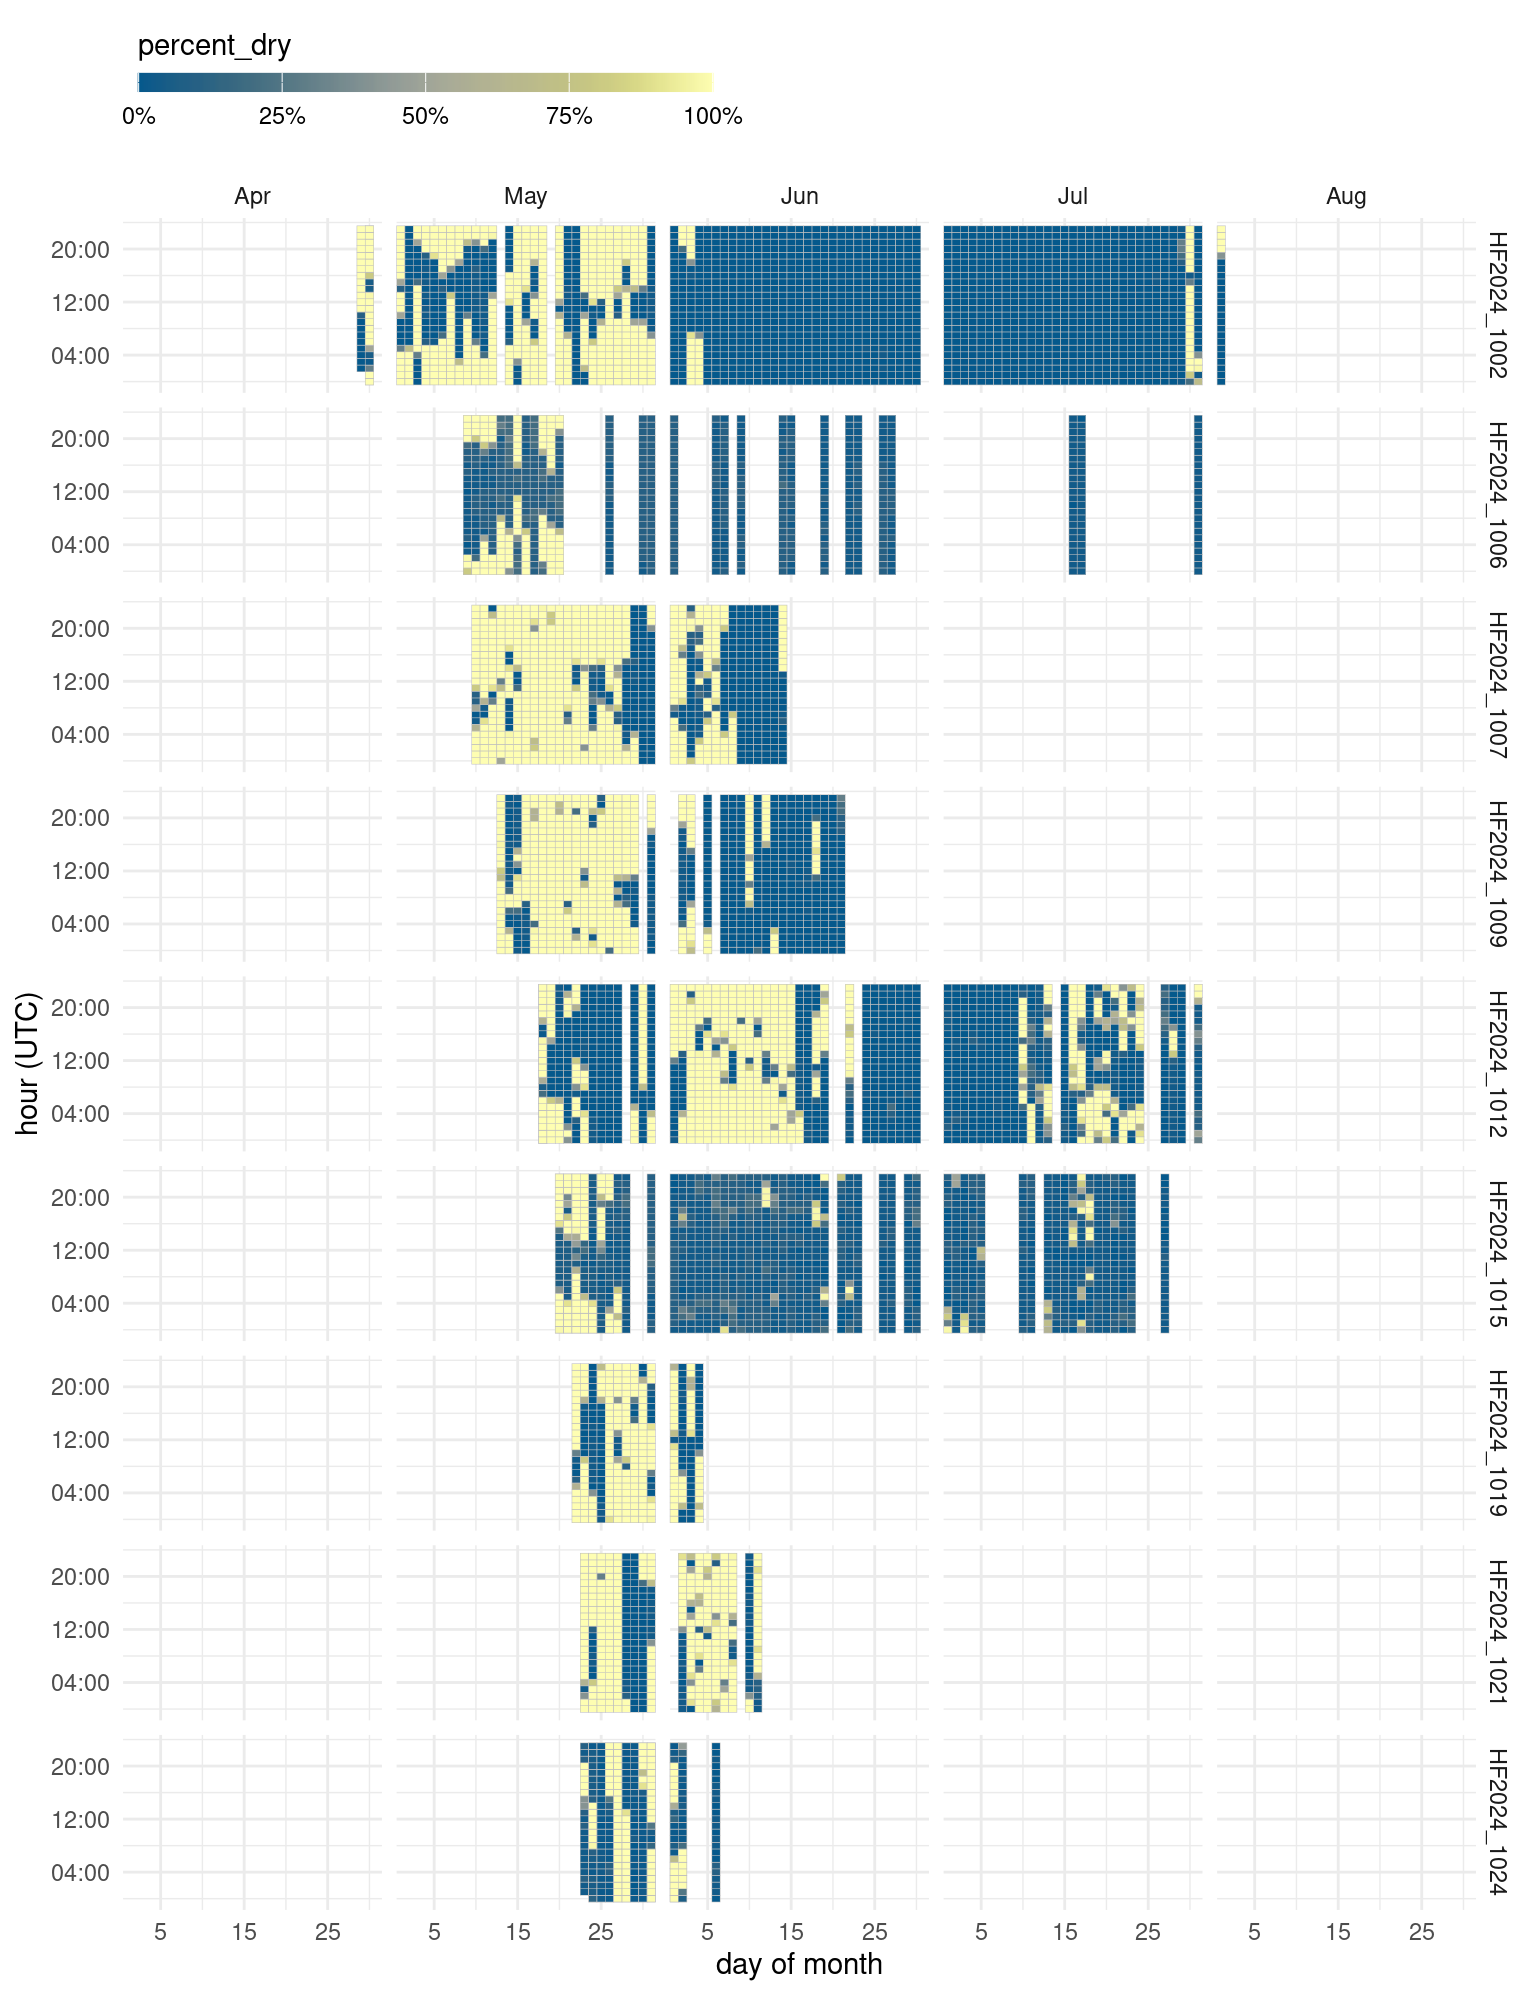 percent_dry
0% 25% 50% 75% 100%
Apr May Jun Jul Aug
20:00
12:00
04:00
HF2024_1002
20:00
12:00
04:00
HF2024_1006
20:00
12:00
04:00
HF2024_1007
20:00
12:00
04:00
HF2024_1009
20:00
12:00
04:00
HF2024_1012
20:00
12:00
04:00
HF2024_1015
20:00
12:00
04:00
HF2024_1019
20:00
12:00
04:00
HF2024_1021
20:00
12:00
04:00
HF2024_1024
hour (UTC)
5 15 25 5 15 25 5 15 25 5 15 25 5 15 25
day of month